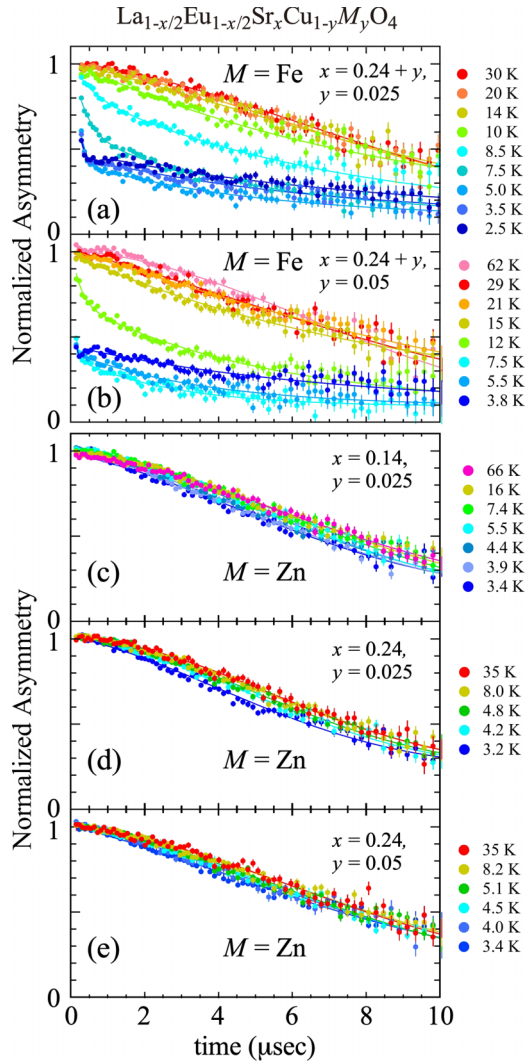 La1-x/2Eu1-x/2SrxCu1-yMyO4
Normalized Asymmetry
1
0
(a)
M = Fe
x = 0.24 + y,
y = 0.025
30 K
20 K
14 K
10 K
8.5 K
7.5 K
5.0 K
3.5 K
2.5 K
1
0
(b)
M = Fe
x = 0.24 + y,
y = 0.05
62 K
29 K
21 K
15 K
12 K
7.5 K
5.5 K
3.8 K
Normalized Asymmetry
1
0
(c)
M = Zn
x = 0.14,
y = 0.025
66 K
16 K
7.4 K
5.5 K
4.4 K
3.9 K
3.4 K
1
0
(d)
M = Zn
x = 0.24,
y = 0.025
35 K
8.0 K
4.8 K
4.2 K
3.2 K
1
0
(e)
M = Zn
x = 0.24,
y = 0.05
35 K
8.2 K
5.1 K
4.5 K
4.0 K
3.4 K
0 2 4 6 8 10
time (μsec)